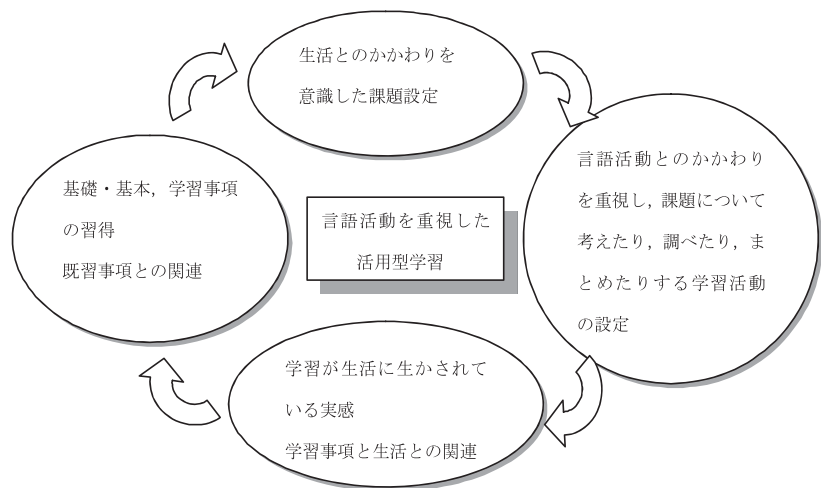 生活とのかかわりを
意識した課題設定
言語活動とのかかわり
を重視し，課題について
考えたり，調べたり，ま
とめたりする学習活動
の設定
基礎・基本，学習事項
の習得
既習事項との関連
言語活動を重視した
活用型学習
学習が生活に生かされて
いる実感
学習事項と生活との関連